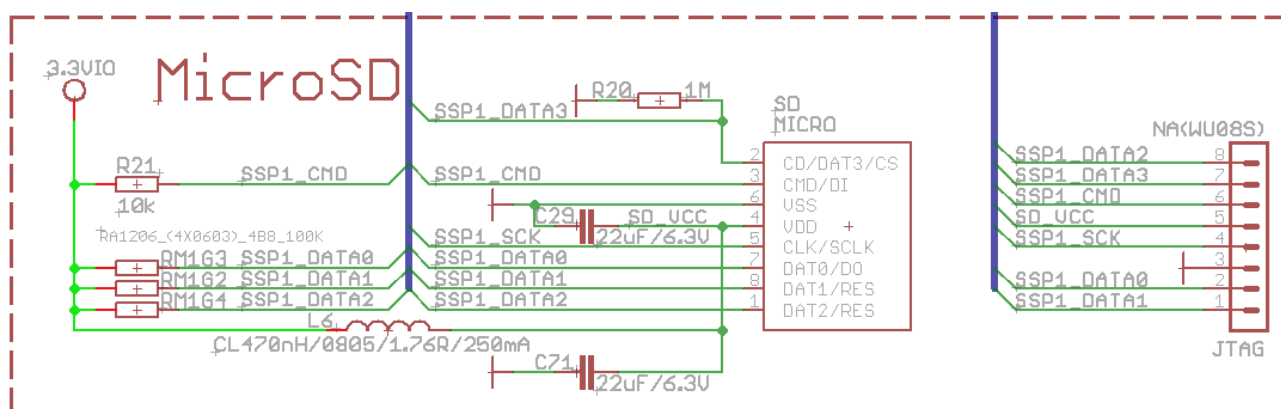 3.3VIO
MicroSD
R20 1M
SSP1_DATA3
SD
MICRO
NA(WU08S)
2 CD/DAT3/CS
SSP1_DATA2 8
R21
SSP1_CMD
SSP1_CMD
3 CMD/DI
SSP1_DATA3 7
10k
6 VSS
SSP1_CMD 6
C29
SD_VCC
4 VDD
SD_VCC 5
22uF/6.3V
RA1206_(4X0603)_4B8_100K
SSP1_SCK
5 CLK/SCLK
SSP1_SCK 4
RM1G3 SSP1_DATA0
SSP1_DATA0
7 DAT0/DO
3
RM1G2 SSP1_DATA1
SSP1_DATA1
8 DAT1/RES
SSP1_DATA0 2
RM1G4 SSP1_DATA2
SSP1_DATA2
1 DAT2/RES
SSP1_DATA1 1
L6
CL470nH/0805/1.76R/250mA
JTAG
C71
22uF/6.3V